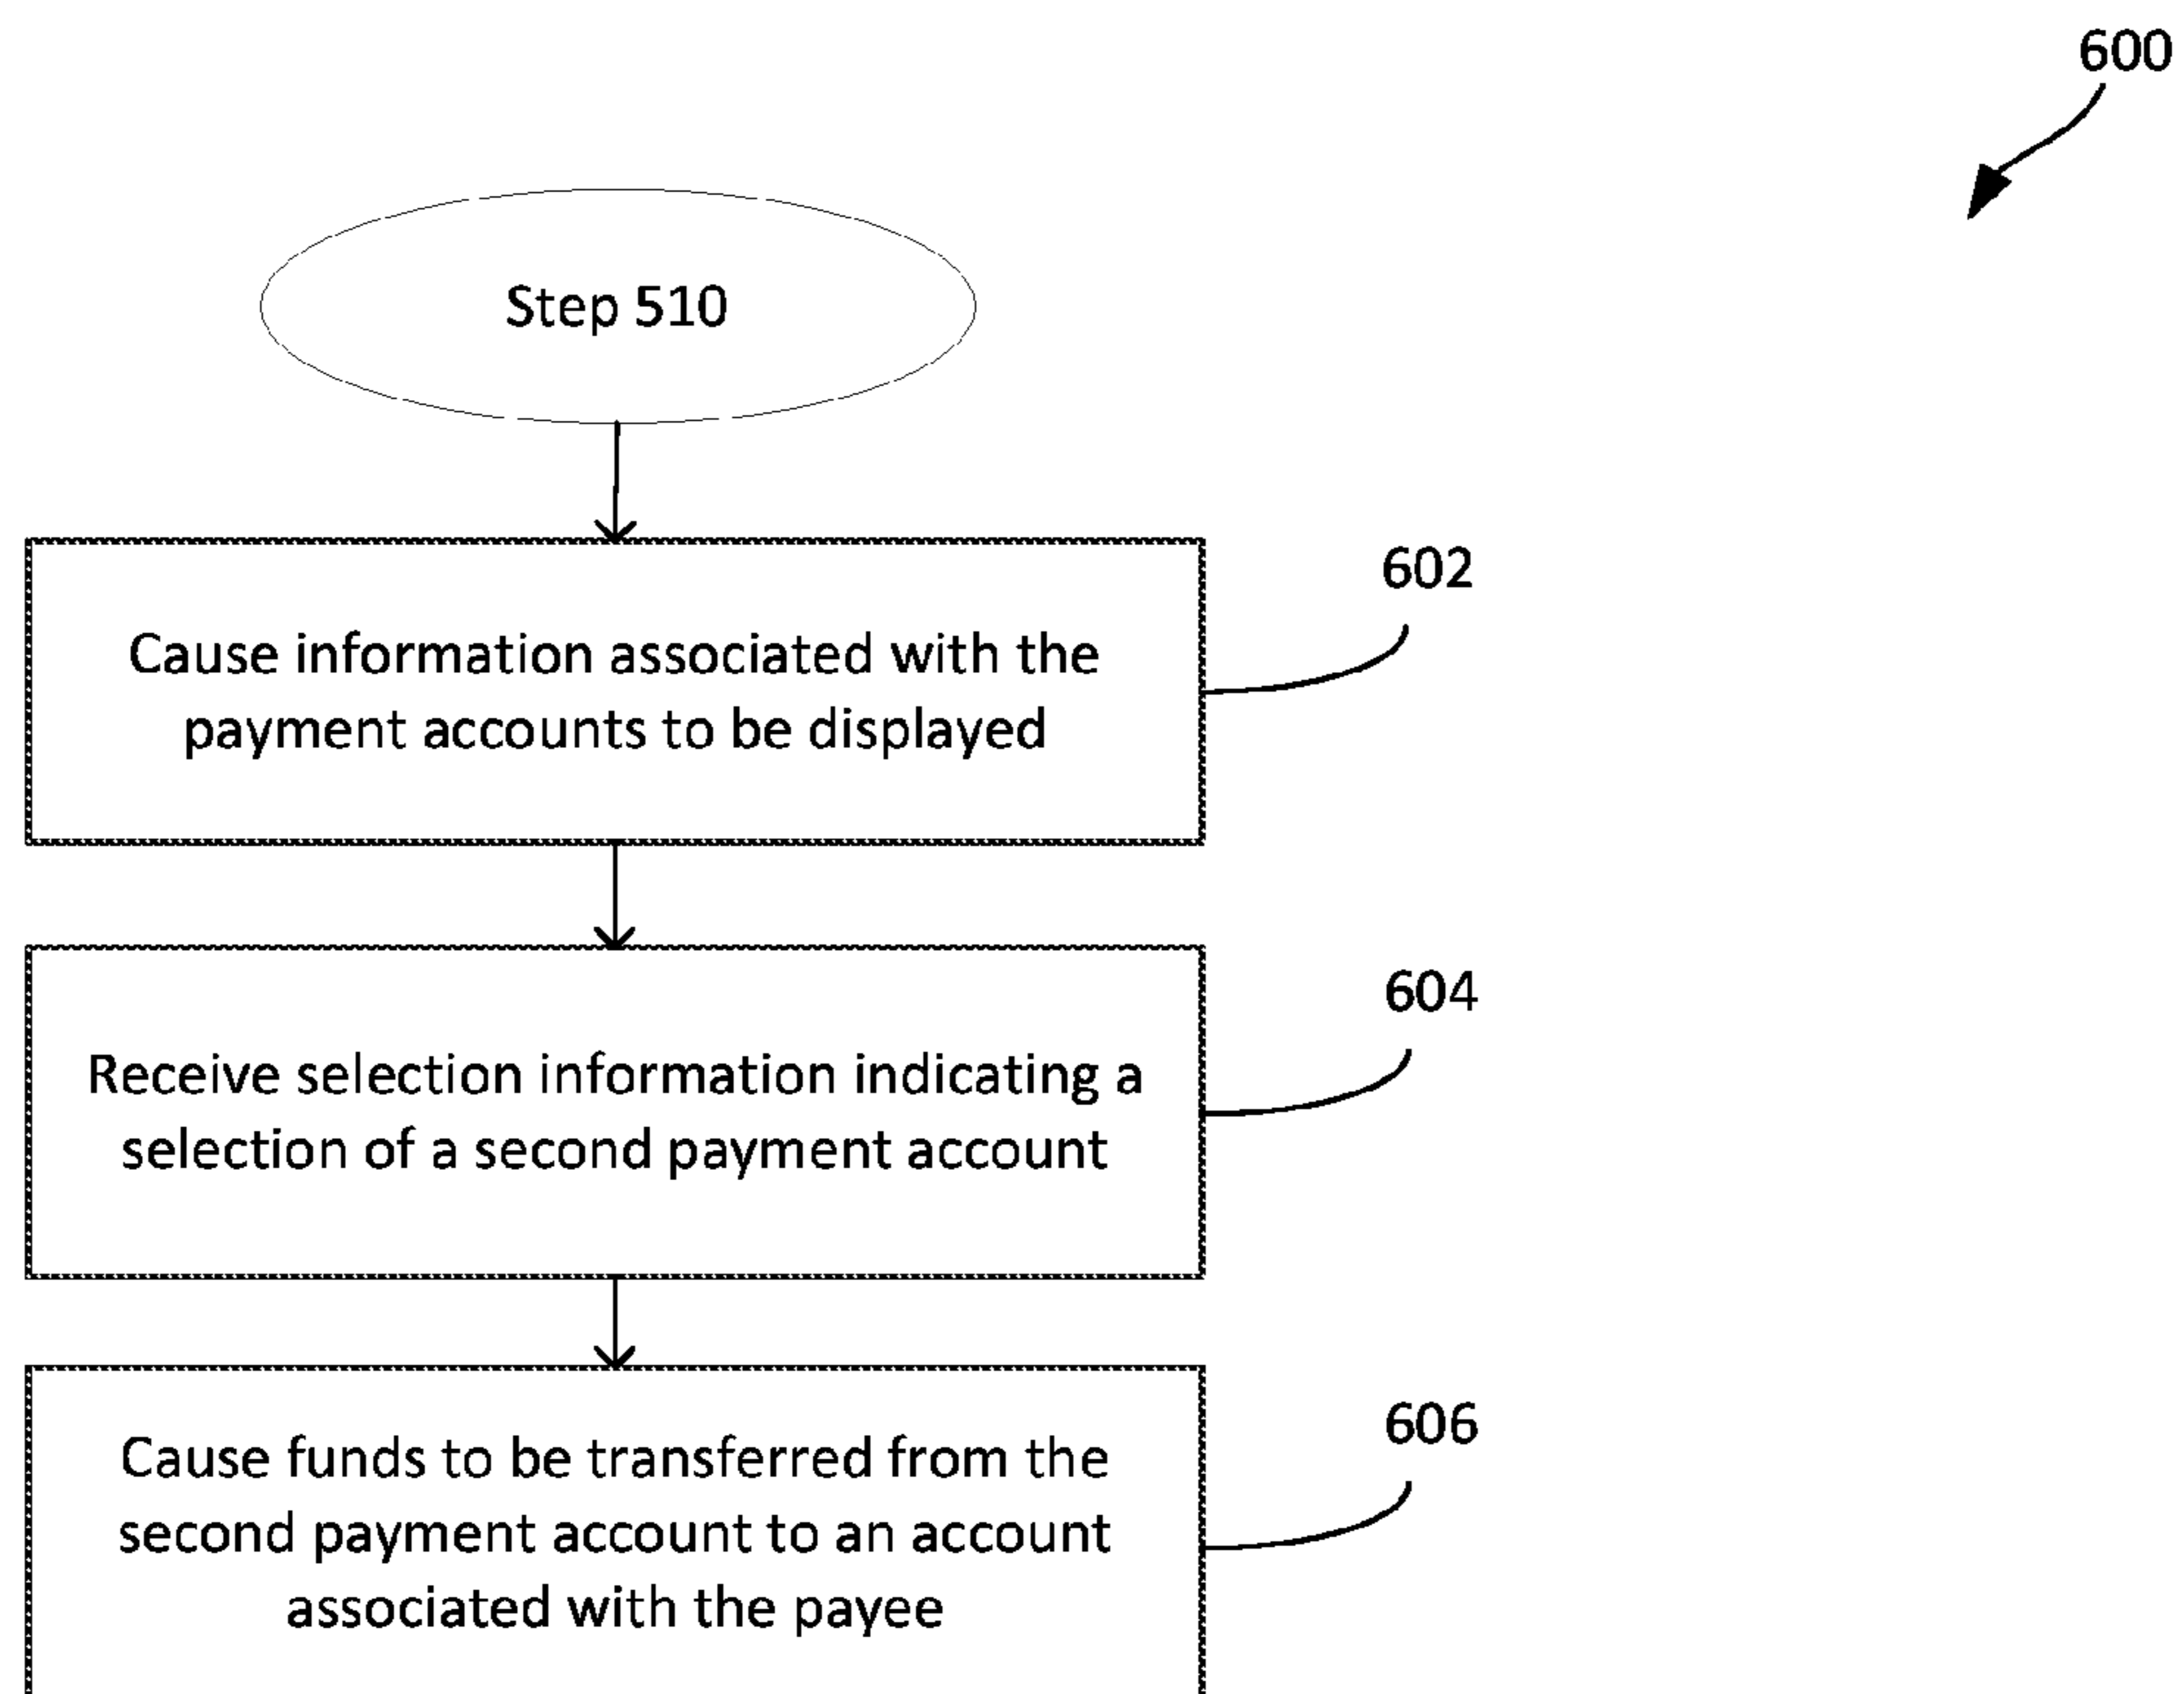 600
Step 510
602
Cause information associated with the
payment accounts to be displayed
604
Receive selection information indicating a
selection of a second payment account
606
Cause funds to be transferred from the
second payment account to an account
associated with the payee